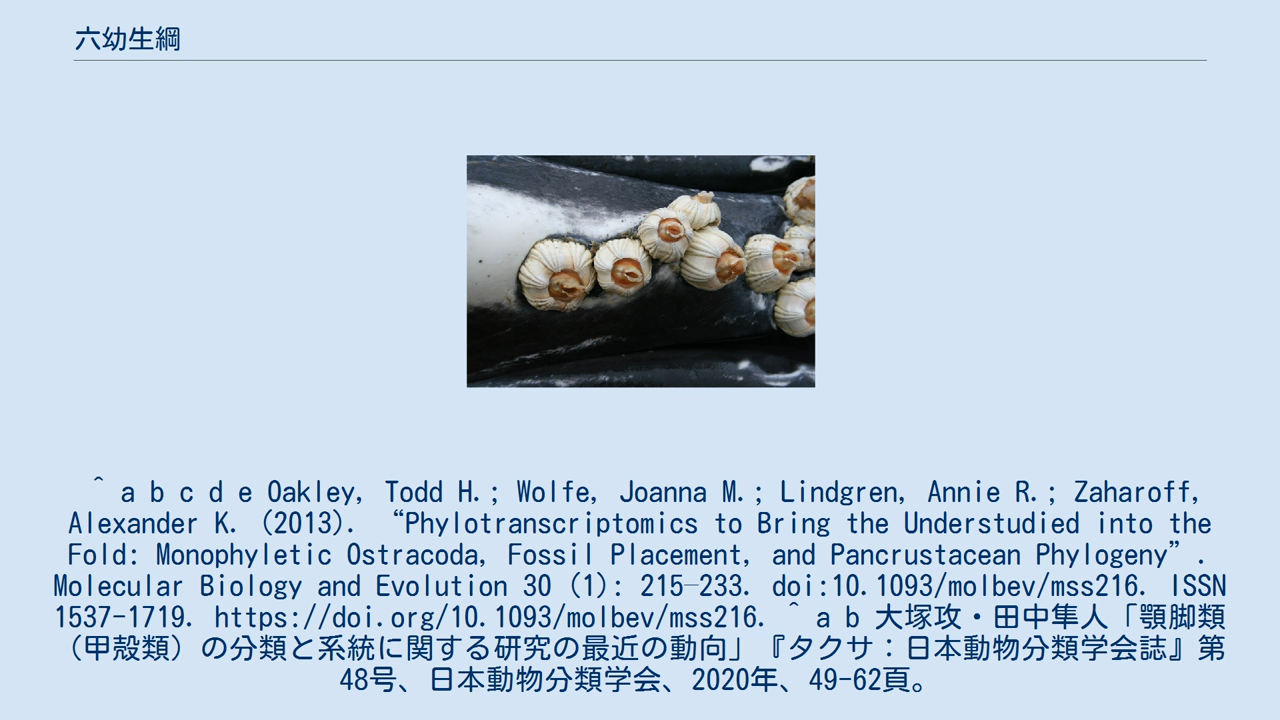 六幼生綱
^ a b c d e Oakley, Todd H.; Wolfe, Joanna M.; Lindgren, Annie R.; Zaharoff,
Alexander K. (2013). “Phylotranscriptomics to Bring the Understudied into the
Fold: Monophyletic Ostracoda, Fossil Placement, and Pancrustacean Phylogeny”.
Molecular Biology and Evolution 30 (1): 215–233. doi:10.1093/molbev/mss216. ISSN
1537-1719. https://doi.org/10.1093/molbev/mss216. ^ a b 大塚攻・田中隼人「顎脚類
（甲殻類）の分類と系統に関する研究の最近の動向」『タクサ：日本動物分類学会誌』第
48号、日本動物分類学会、2020年、49-62頁。